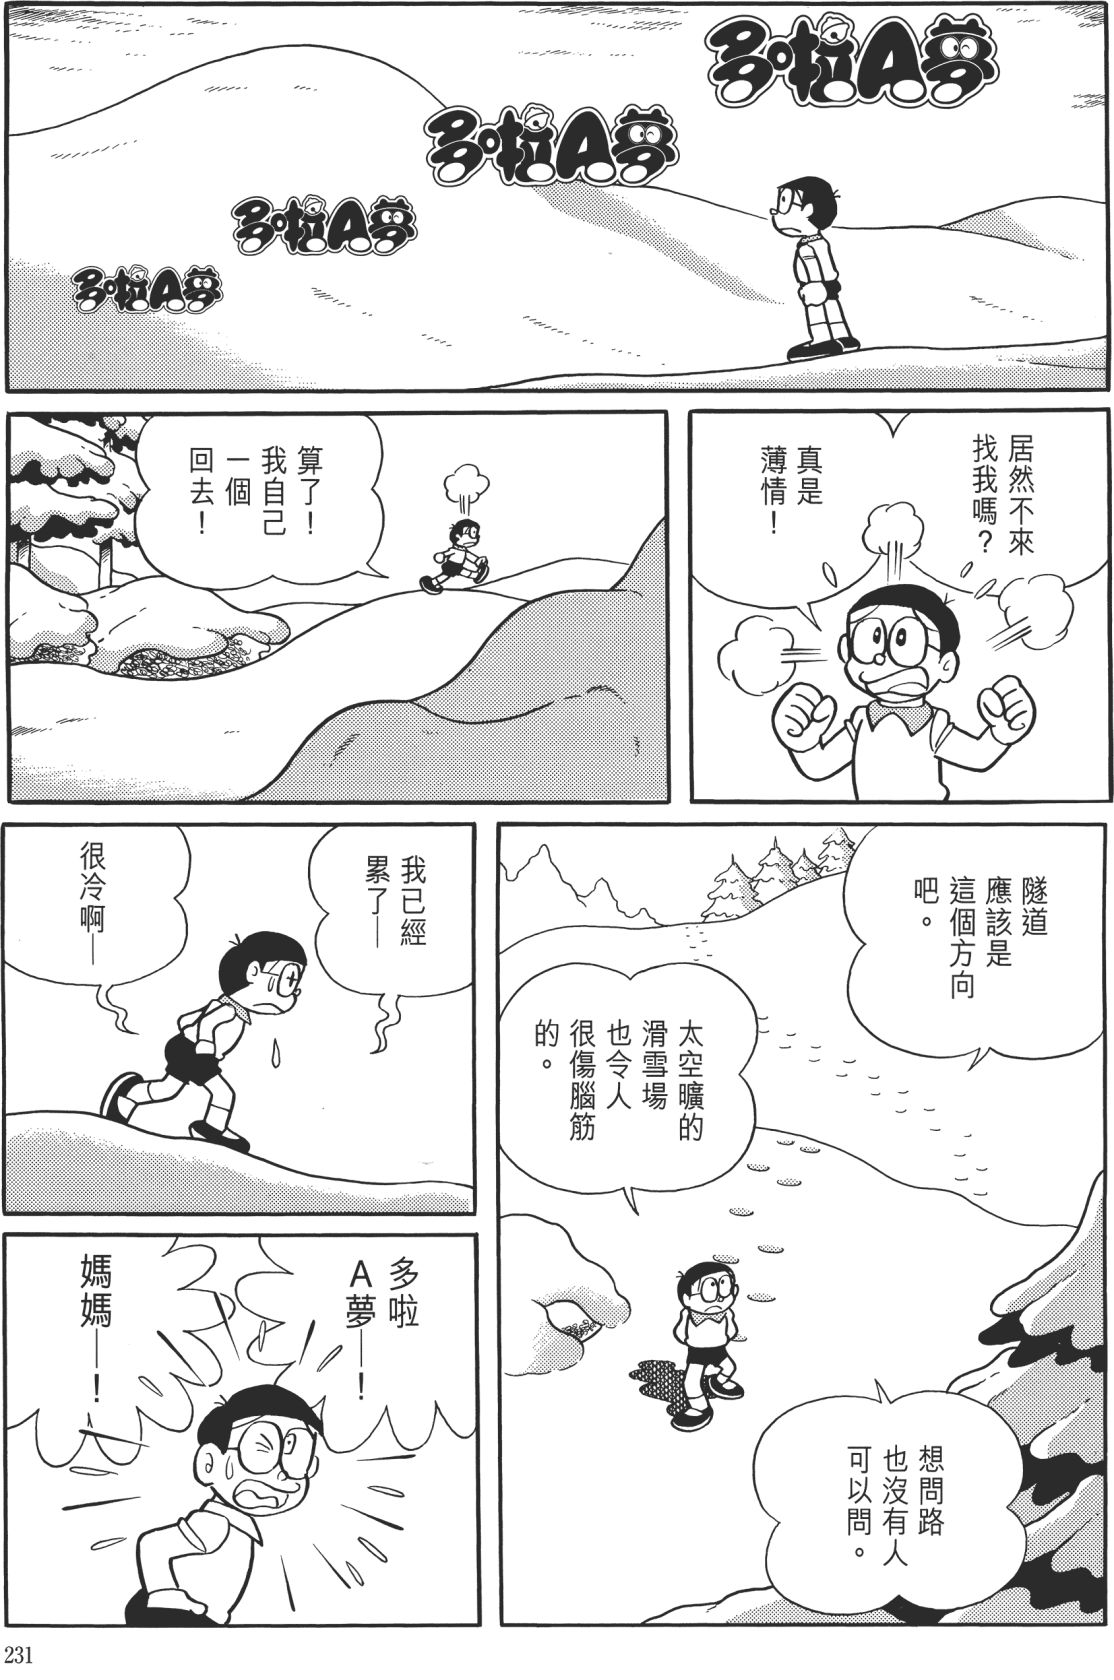 多啦A夢
多啦A夢
多啦A夢
多啦A夢
居然不來
找我嗎？
真是
薄情！
算了！
我自己
一個
回去！
隧道
應該是
這個方向
吧。
太空曠的
滑雪場
也令人
很傷腦筋
的。
想問路
也沒有人
可以問。
我已經
累了─
很冷啊─
多啦
A夢─！
媽媽─！
231